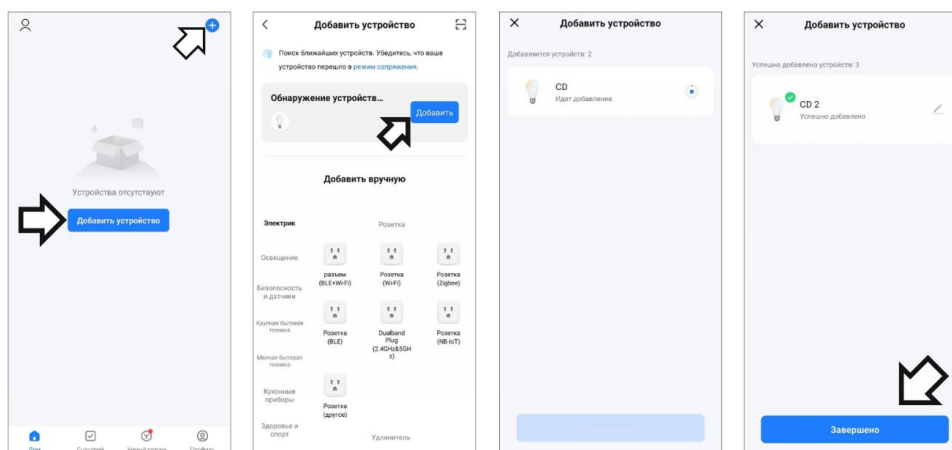 Устройства отсутствуют
Добавить устройство
Дом
Сценарий
Умный режим
Профиль
Добавить устройство
Поиск ближайших устройств. Убедитесь, что ваше
устройство перешло в режим сопряжения.
Обнаружение устройств...
Добавить
Добавить вручную
Электрик
Освещение
Безопасность
и датчики
Крупная бытовая
техника
Мелкая бытовая
техника
Кухонные
приборы
Здоровье и
спорт
Розетка
разъем
(BLE+Wi-Fi)
Розетка
(Wi-Fi)
Розетка
(Zigbee)
Розетка
(BLE)
Dualband
Plug
(2.4GHz&5GH
z)
Розетка
(NB-IoT)
Розетка
(другое)
Удлинитель
Добавить устройство
Добавляется устройств: 2
CD
Идет добавление
Добавить устройство
Успешно добавлено устройств: 3
CD 2
Успешно добавлено
Завершено